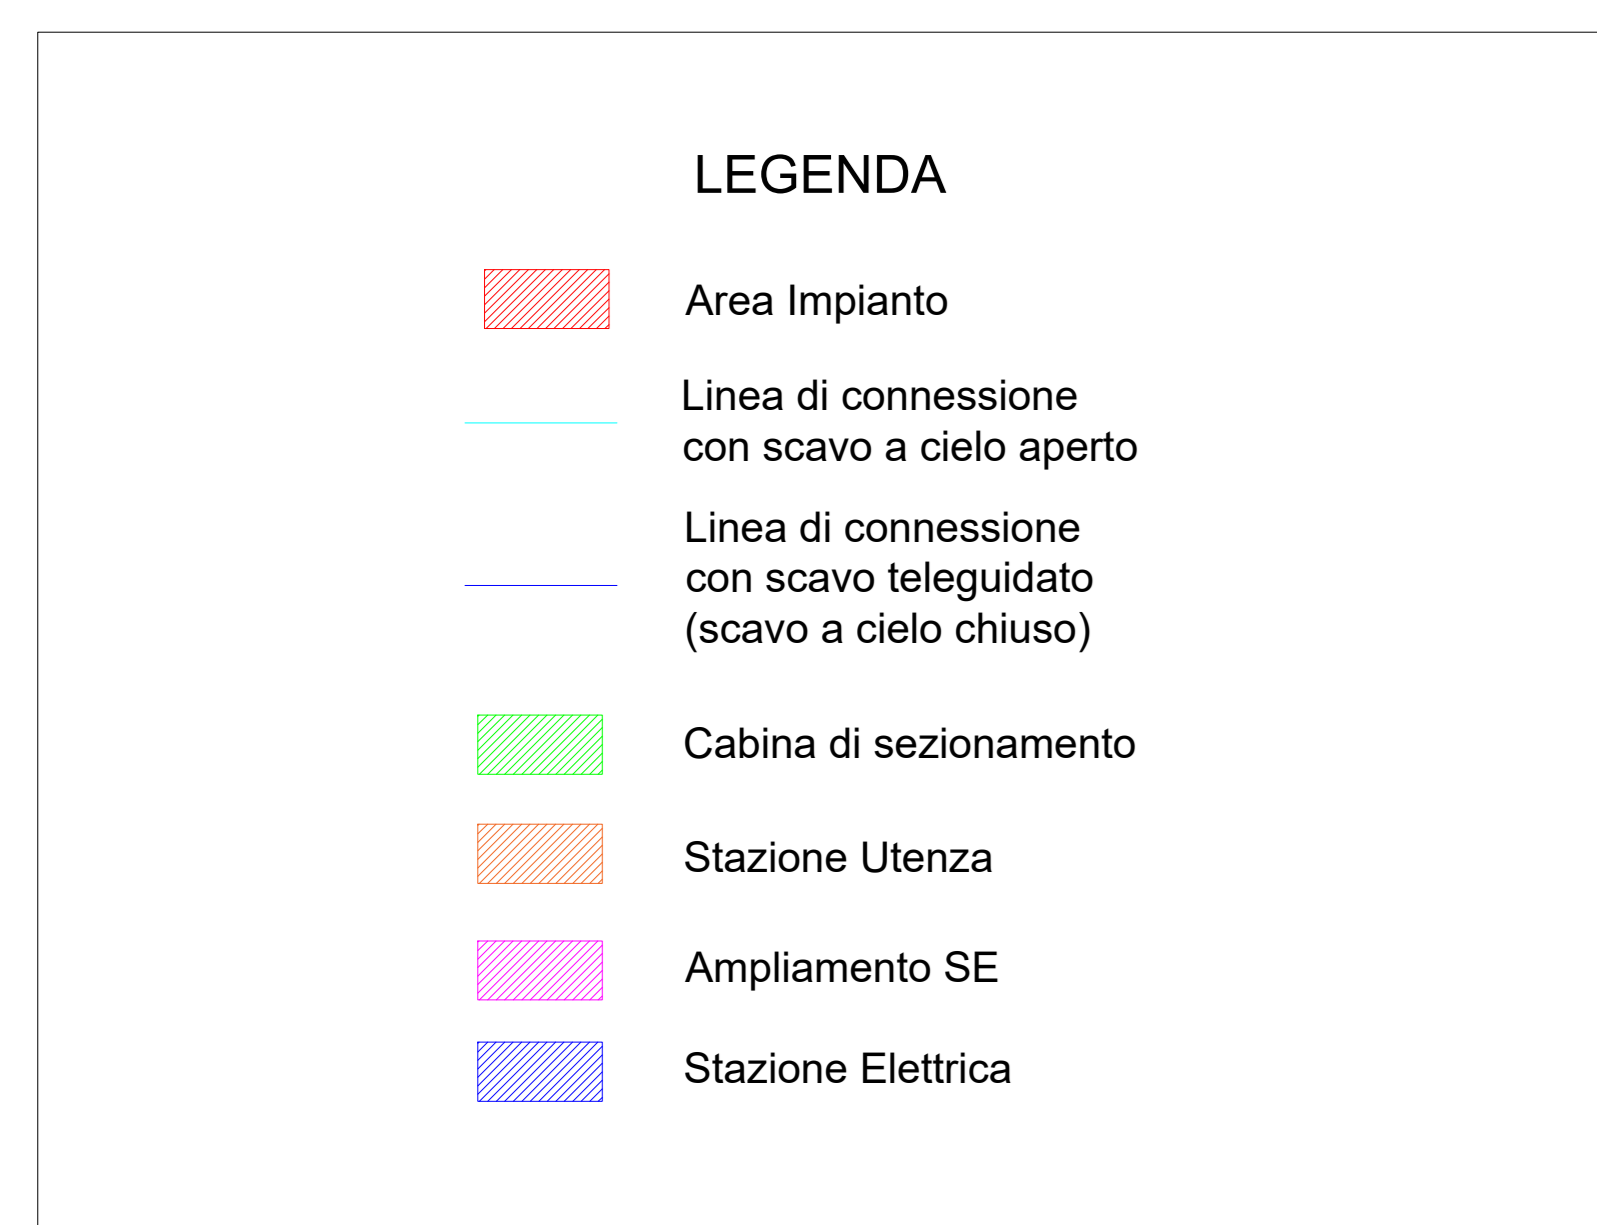 LEGENDA
Area Impianto
Linea di connessione
con scavo a cielo aperto
Linea di connessione
con scavo teleguidato
(scavo a cielo chiuso)
Cabina di sezionamento
Stazione Utenza
Ampliamento SE
Stazione Elettrica